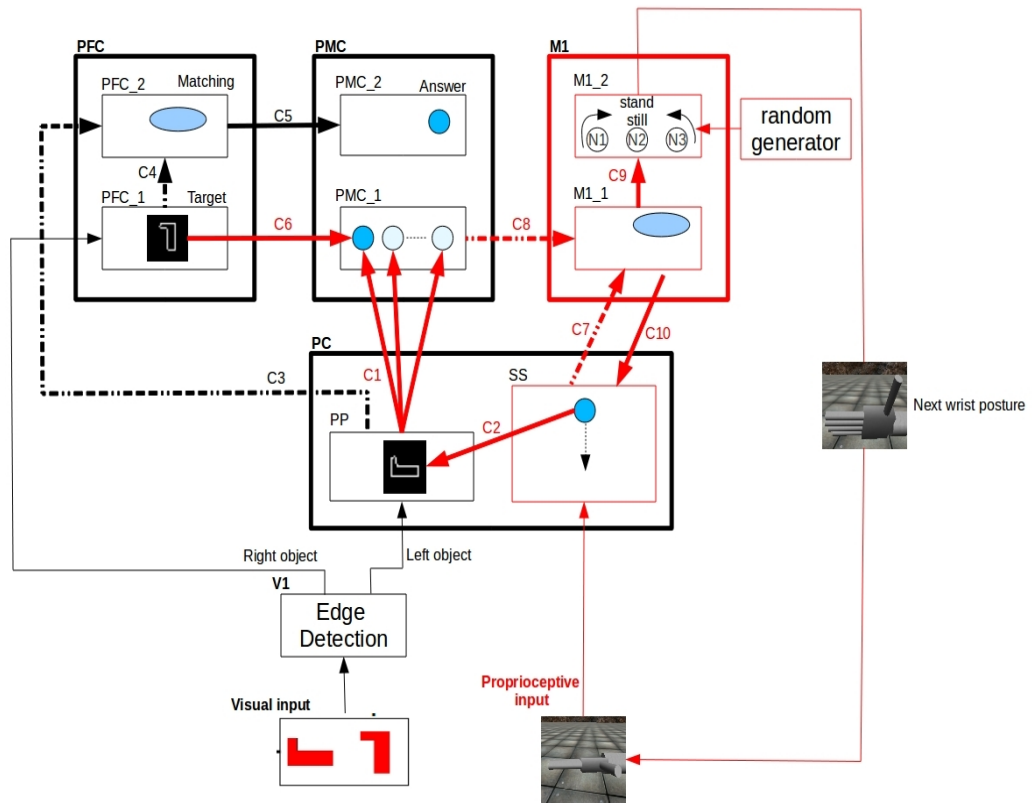 PFC
PMC
M1
PFC_2
Matching
C5
PMC_2
Answer
M1_2
stand
still
N1
N2
N3
random
generator
C4
C9
PFC_1
Target
C6
PMC_1
C8
M1_1
C7
C10
PC
C3
C1
SS
PP
C2
Next wrist posture
Right object
Left object
V1
Edge
Detection
Proprioceptive
input
Visual input